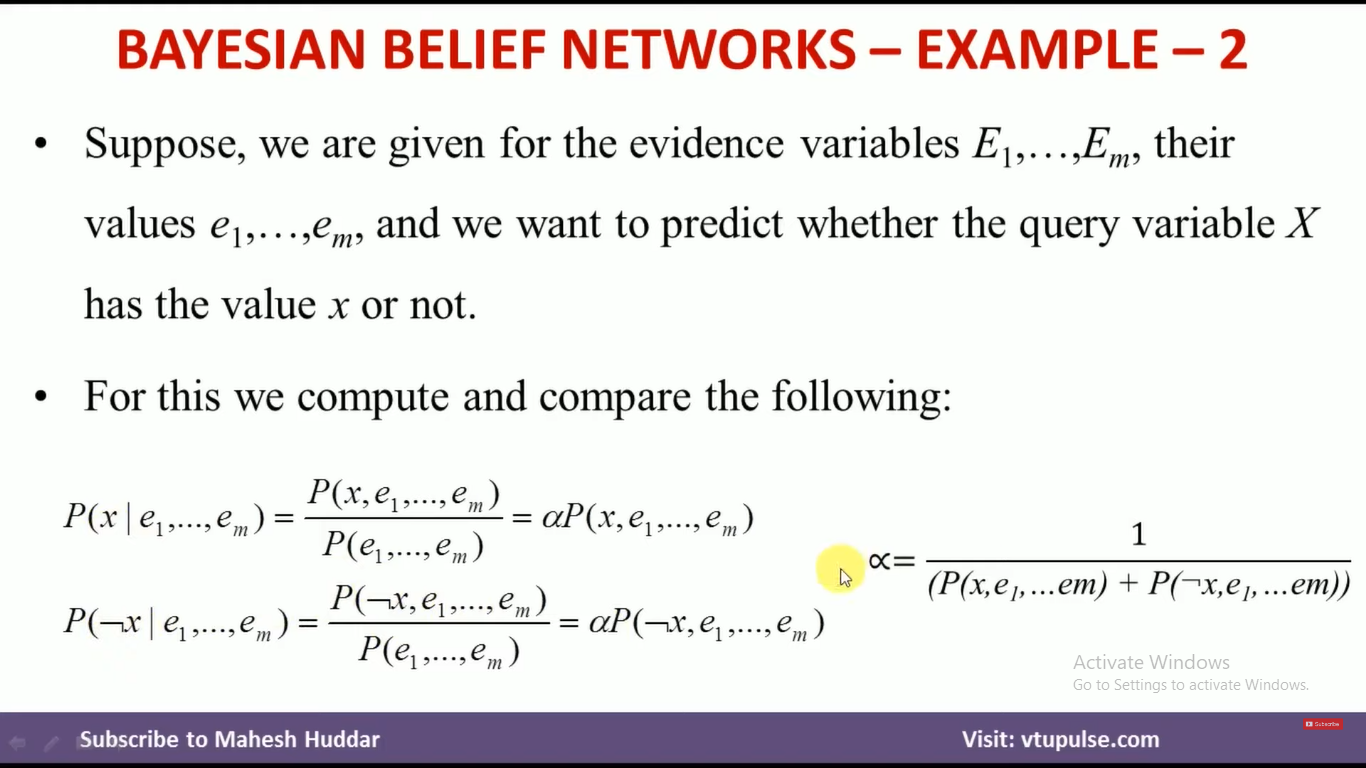 BAYESIAN BELIEF NETWORKS – EXAMPLE – 2
• Suppose, we are given for the evidence variables E₁,…,Eₘ, their
values e₁,…,eₘ, and we want to predict whether the query variable X
has the value x or not.
• For this we compute and compare the following:
P(x | e₁,...,eₘ) = P(x, e₁,..., eₘ) / P(e₁,..., eₘ) = αP(x, e₁,..., eₘ)
∝= 1 / (P(x,e₁,…em) + P(¬x,e₁,…em))
P(¬x | e₁,...,eₘ) = P(¬x, e₁,..., eₘ) / P(e₁,..., eₘ) = αP(¬x, e₁,..., eₘ)
Activate Windows
Go to Settings to activate Windows.
Subscribe
Subscribe to Mahesh Huddar
Visit: vtupulse.com